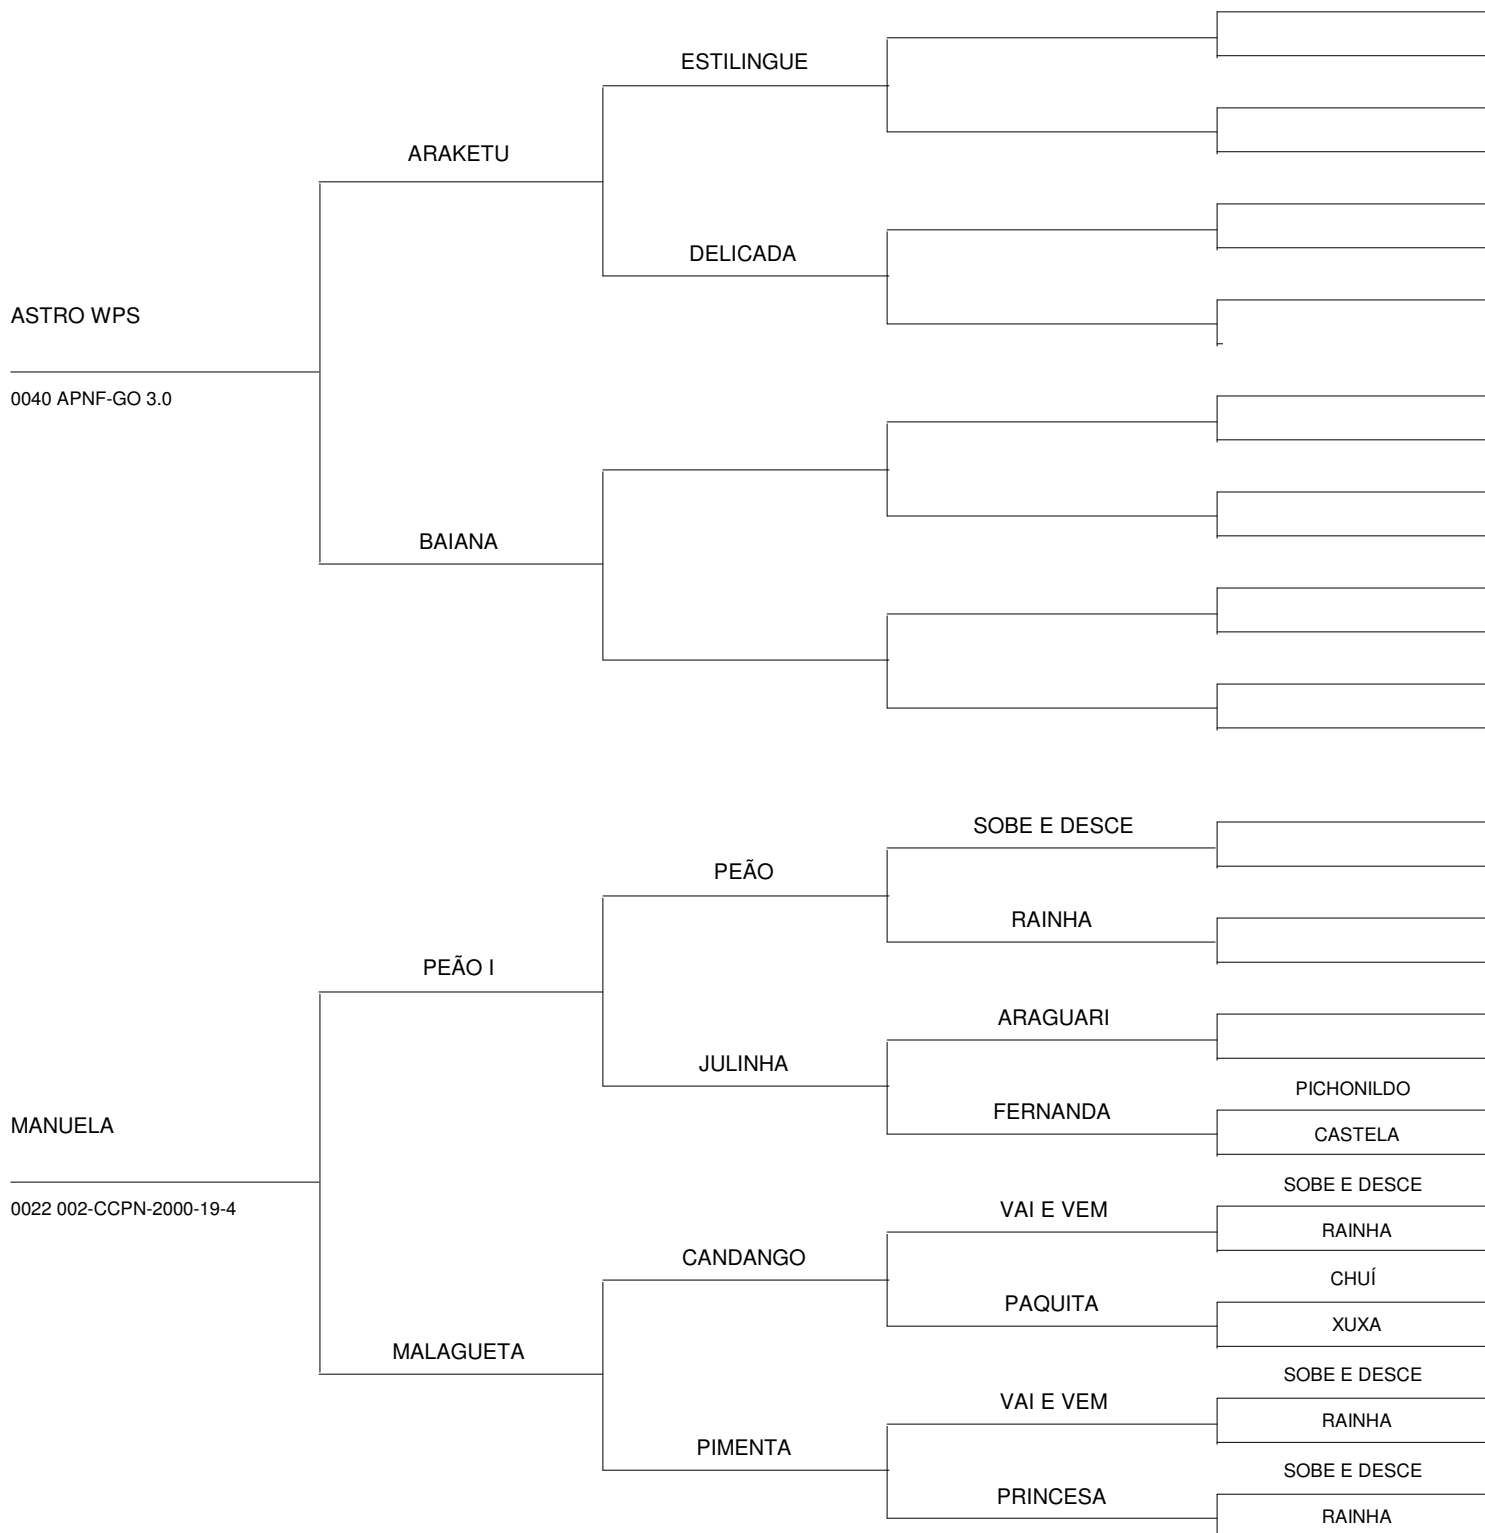 ESTILINGUE
ARAKETU
DELICADA
ASTRO WPS
0040 APNF-GO 3.0
BAIANA
SOBE E DESCE
PEÃO
RAINHA
PEÃO I
ARAGUARI
JULINHA
PICHONILDO
FERNANDA
CASTELA
MANUELA
0022 002-CCPN-2000-19-4
SOBE E DESCE
VAI E VEM
RAINHA
CANDANGO
CHUÍ
PAQUITA
XUXA
MALAGUETA
SOBE E DESCE
VAI E VEM
RAINHA
PIMENTA
SOBE E DESCE
PRINCESA
RAINHA